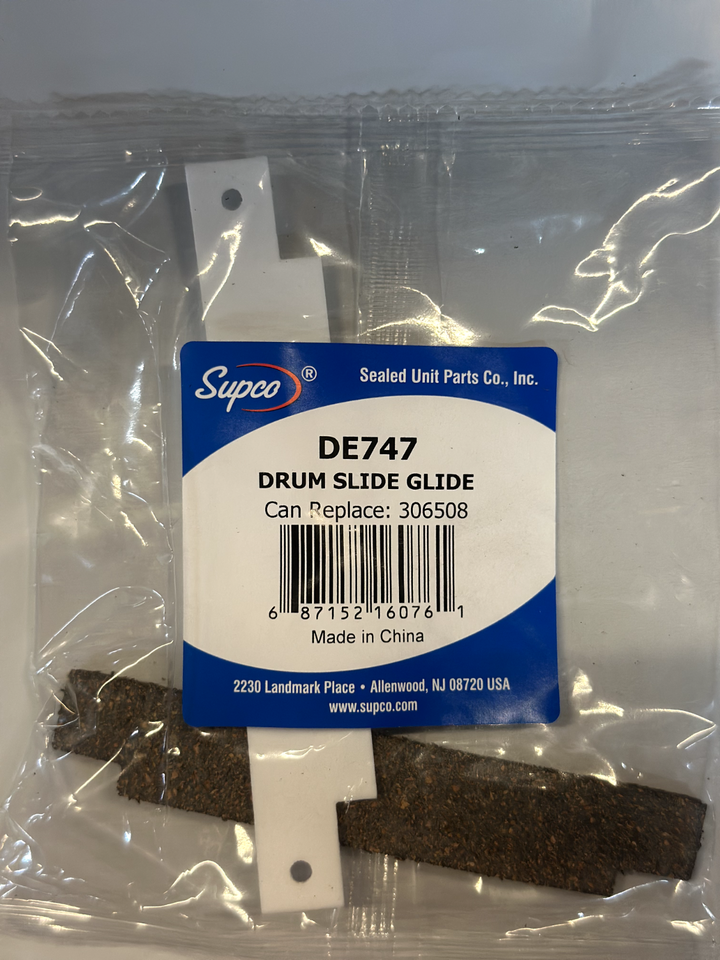 Supco®
Sealed Unit Parts Co., Inc.
DE747
DRUM SLIDE GLIDE
Can Replace: 306508
6 87152 16076 1
Made in China
2230 Landmark Place • Allenwood, NJ 08720 USA
www.supco.com